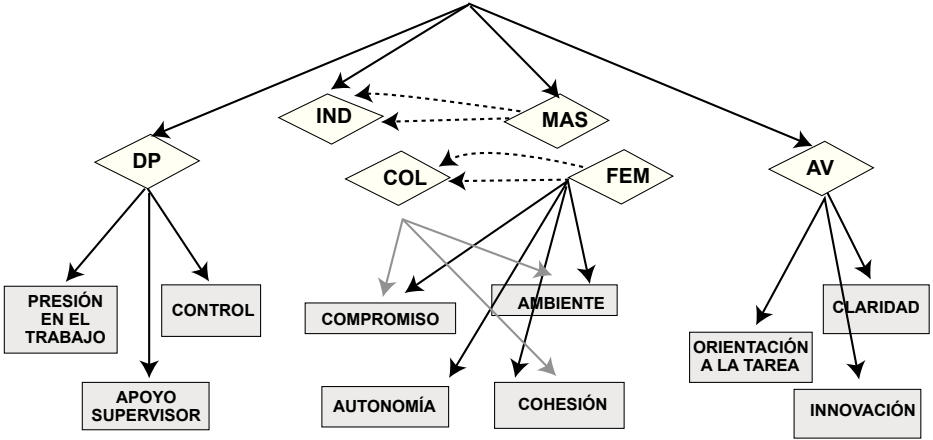 IND
MAS
DP
COL
FEM
AV
PRESIÓN
EN EL
TRABAJO
CONTROL
COMPROMISO
AMBIENTE
CLARIDAD
ORIENTACIÓN
A LA TAREA
APOYO
SUPERVISOR
AUTONOMÍA
COHESIÓN
INNOVACIÓN